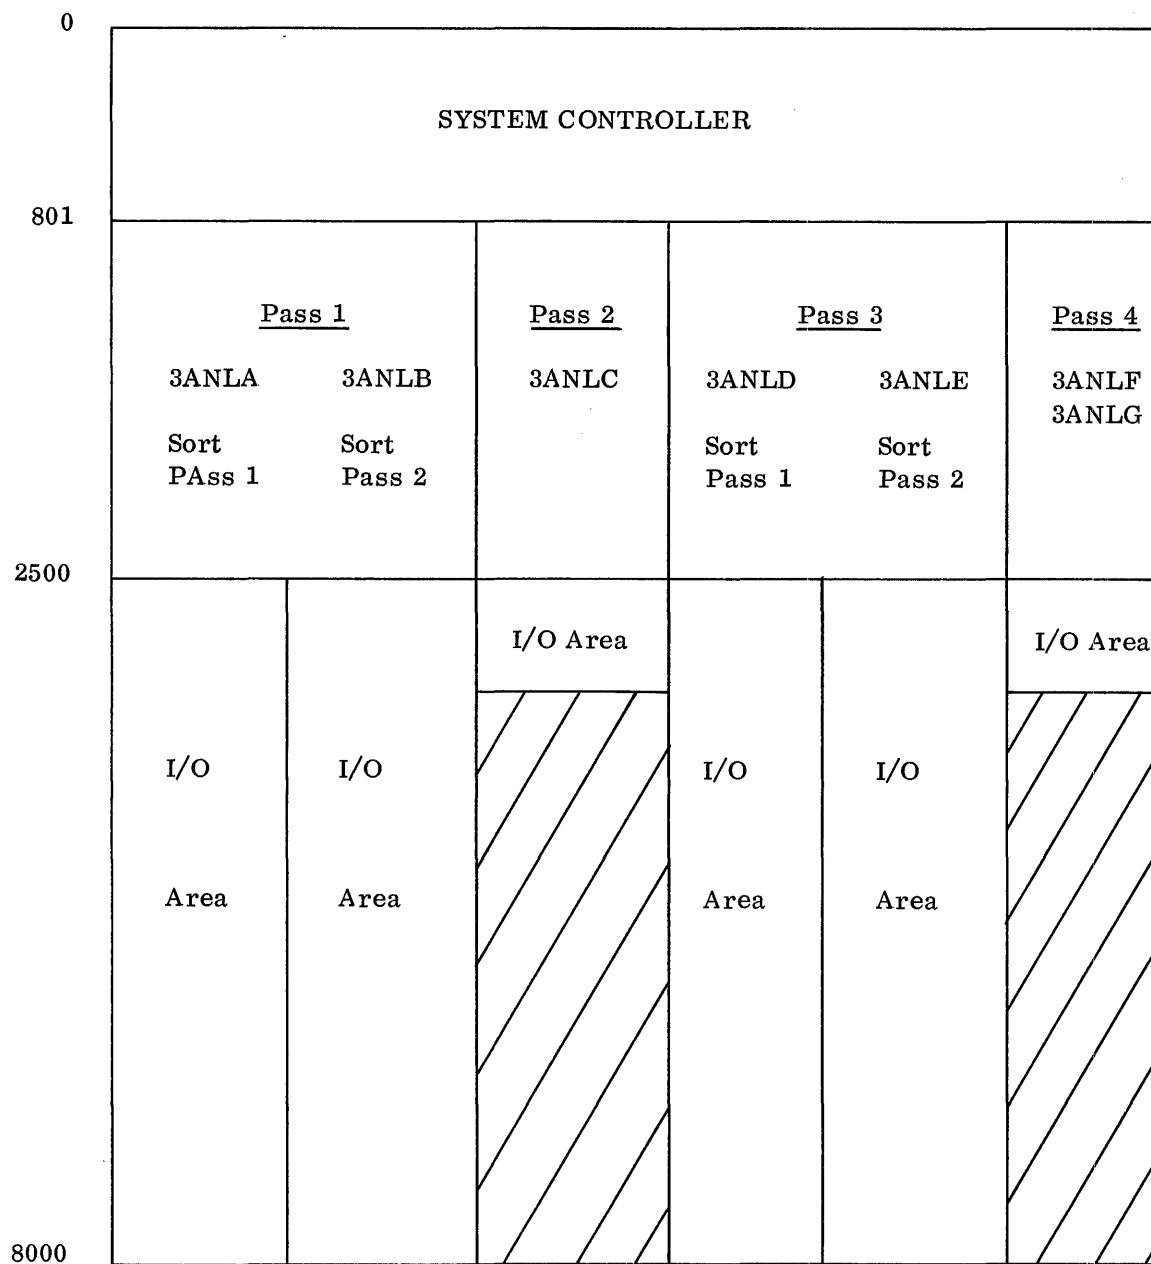 0
SYSTEM CONTROLLER
801
Pass 1
Pass 2
Pass 3
Pass 4
3ANLA
3ANLB
3ANLC
3ANLD
3ANLE
3ANLF
3ANLG
Sort
PAss 1
Sort
Pass 2
Sort
Pass 1
Sort
Pass 2
2500
I/O Area
I/O Area
I/O
Area
I/O
Area
I/O
Area
I/O
Area
8000